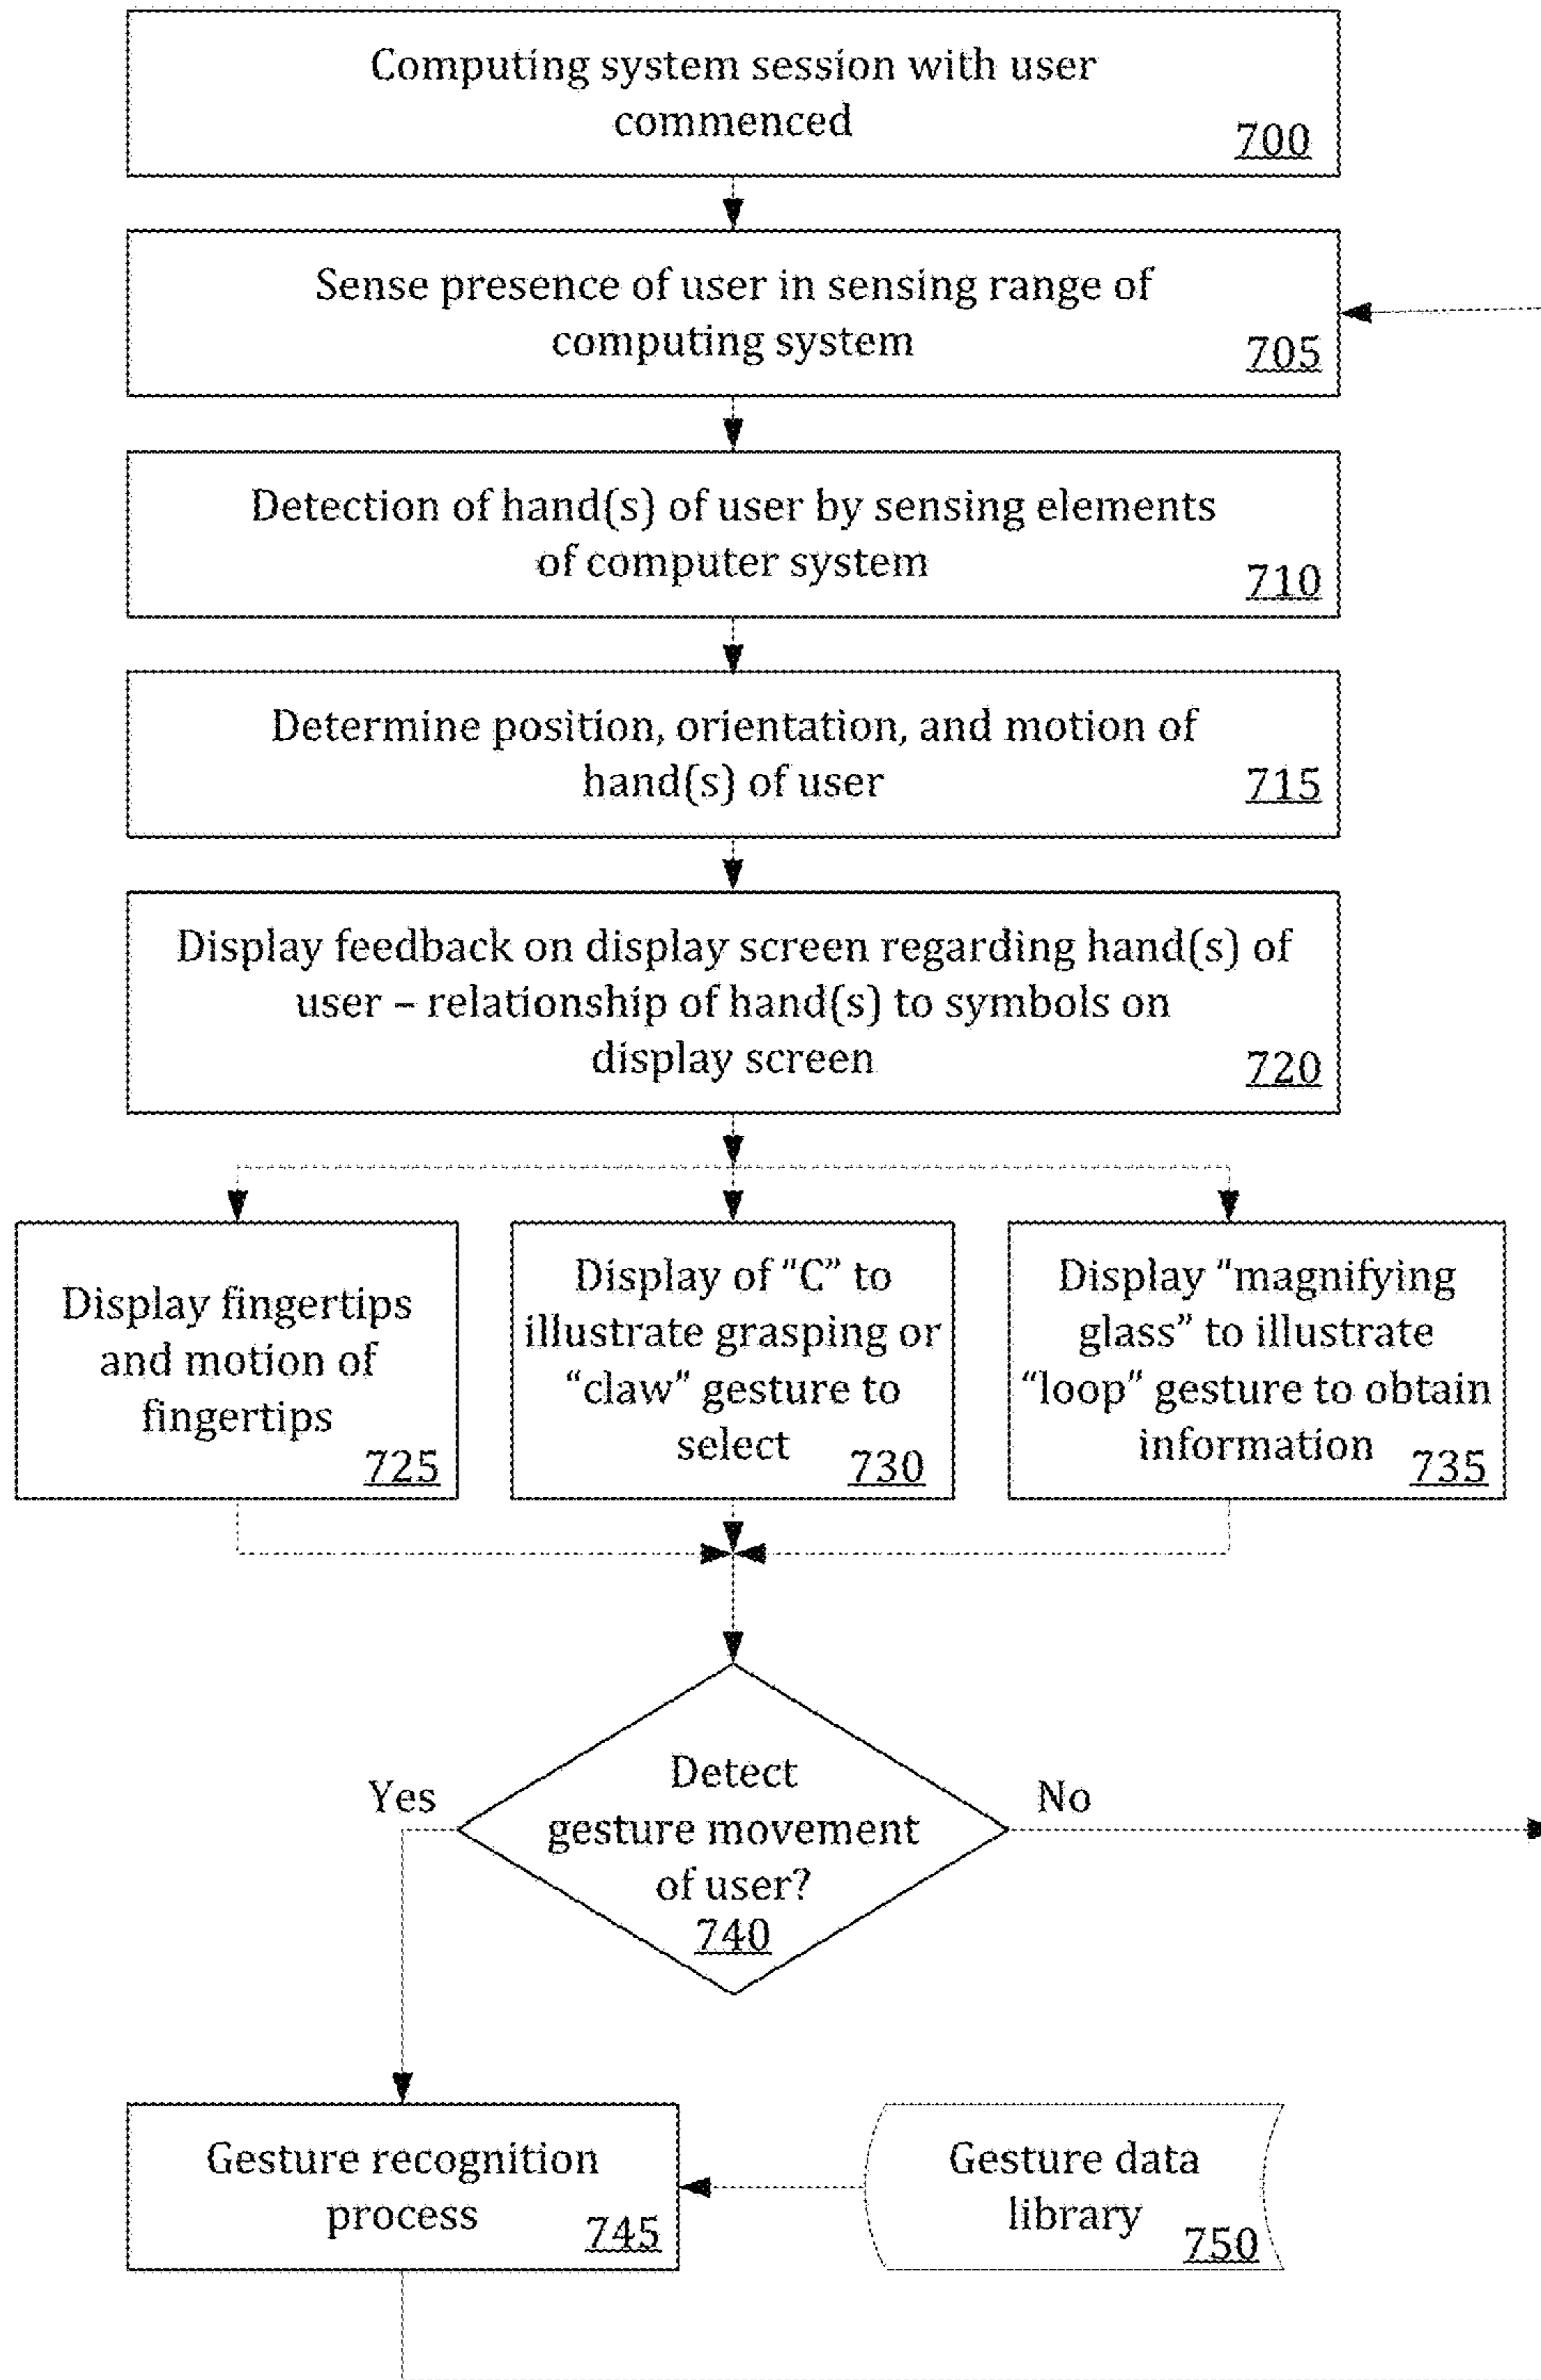 Computing system session with user
commenced
700
Sense presence of user in sensing range of
computing system
705
Detection of hand(s) of user by sensing elements
of computer system
710
Determine position, orientation, and motion of
hand(s) of user
715
Display feedback on display screen regarding hand(s) of
user – relationship of hand(s) to symbols on
display screen
720
Display fingertips
and motion of
fingertips
725
Display of “C” to
illustrate grasping or
“claw” gesture to
select
730
Display “magnifying
glass” to illustrate
“loop” gesture to obtain
information
735
Yes
Detect
gesture movement
of user?
740
No
Gesture recognition
process
745
Gesture data
library
750